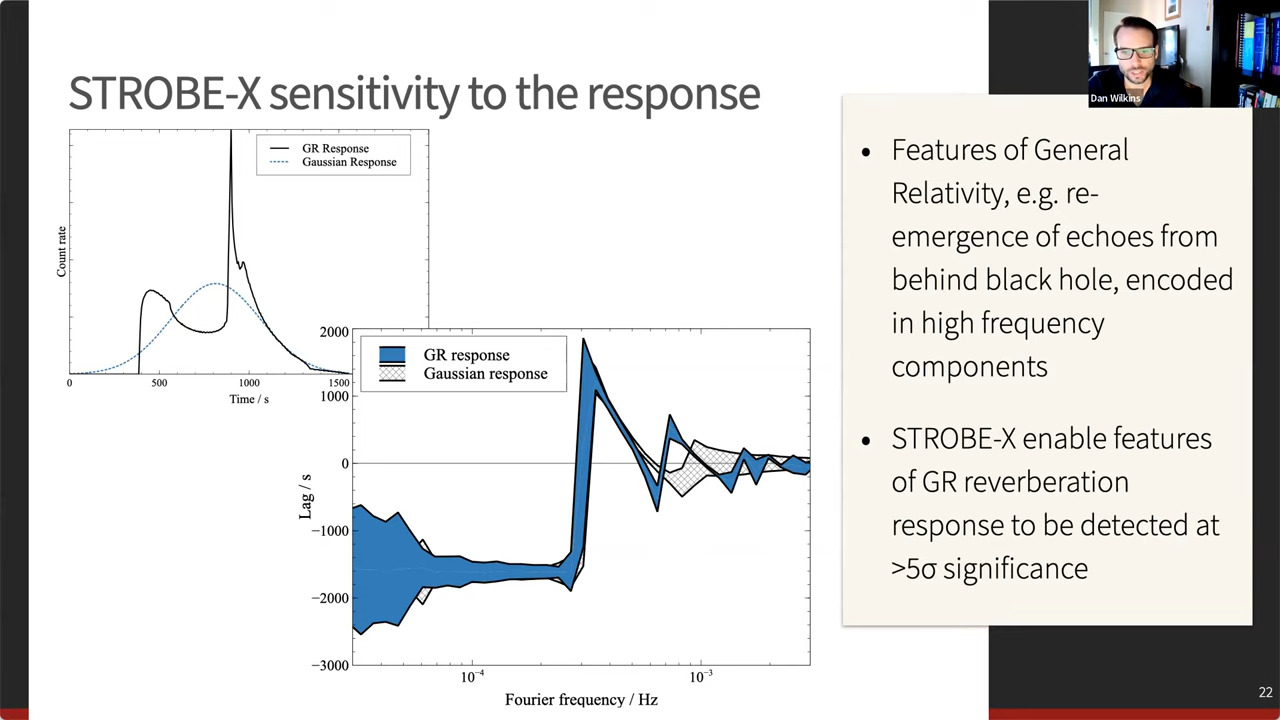 STROBE-X sensitivity to the response
Dan Wilkins
GR Response
Gaussian Response
Count rate
0
500
1000
1500
Time / s
GR response
Gaussian response
2000
1000
0
−1000
−2000
−3000
Lag / s
10⁻⁴
10⁻³
Fourier frequency / Hz
• Features of General
Relativity, e.g. re-
emergence of echoes from
behind black hole, encoded
in high frequency
components
• STROBE-X enable features
of GR reverberation
response to be detected at
>5σ significance
22